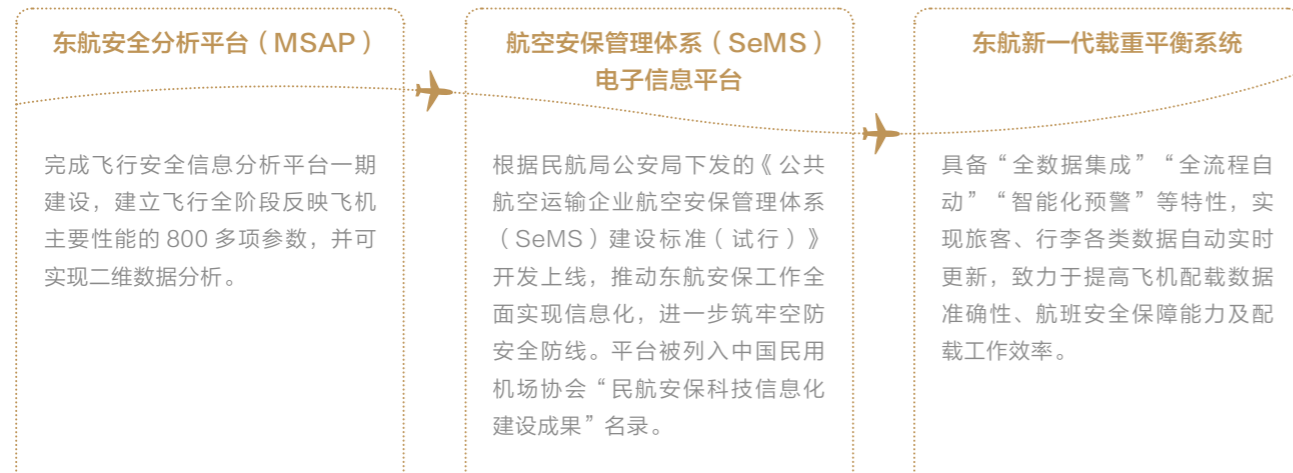 东航安全分析平台（MSAP）
完成飞行安全信息分析平台一期
建设，建立飞行全阶段反映飞机
主要性能的 800 多项参数，并可
实现二维数据分析。
航空安保管理体系（SeMS）
电子信息平台
根据民航局公安局下发的《公共
航空运输企业航空安保管理体系
（SeMS）建设标准（试行）》
开发上线，推动东航安保工作全
面实现信息化，进一步筑牢空防
安全防线。平台被列入中国民用
机场协会“民航安保科技信息化
建设成果”名录。
东航新一代载重平衡系统
具备“全数据集成”“全流程自
动”“智能化预警”等特性，实
现旅客、行李各类数据自动实时
更新，致力于提高飞机配载数据
准确性、航班安全保障能力及配
载工作效率。